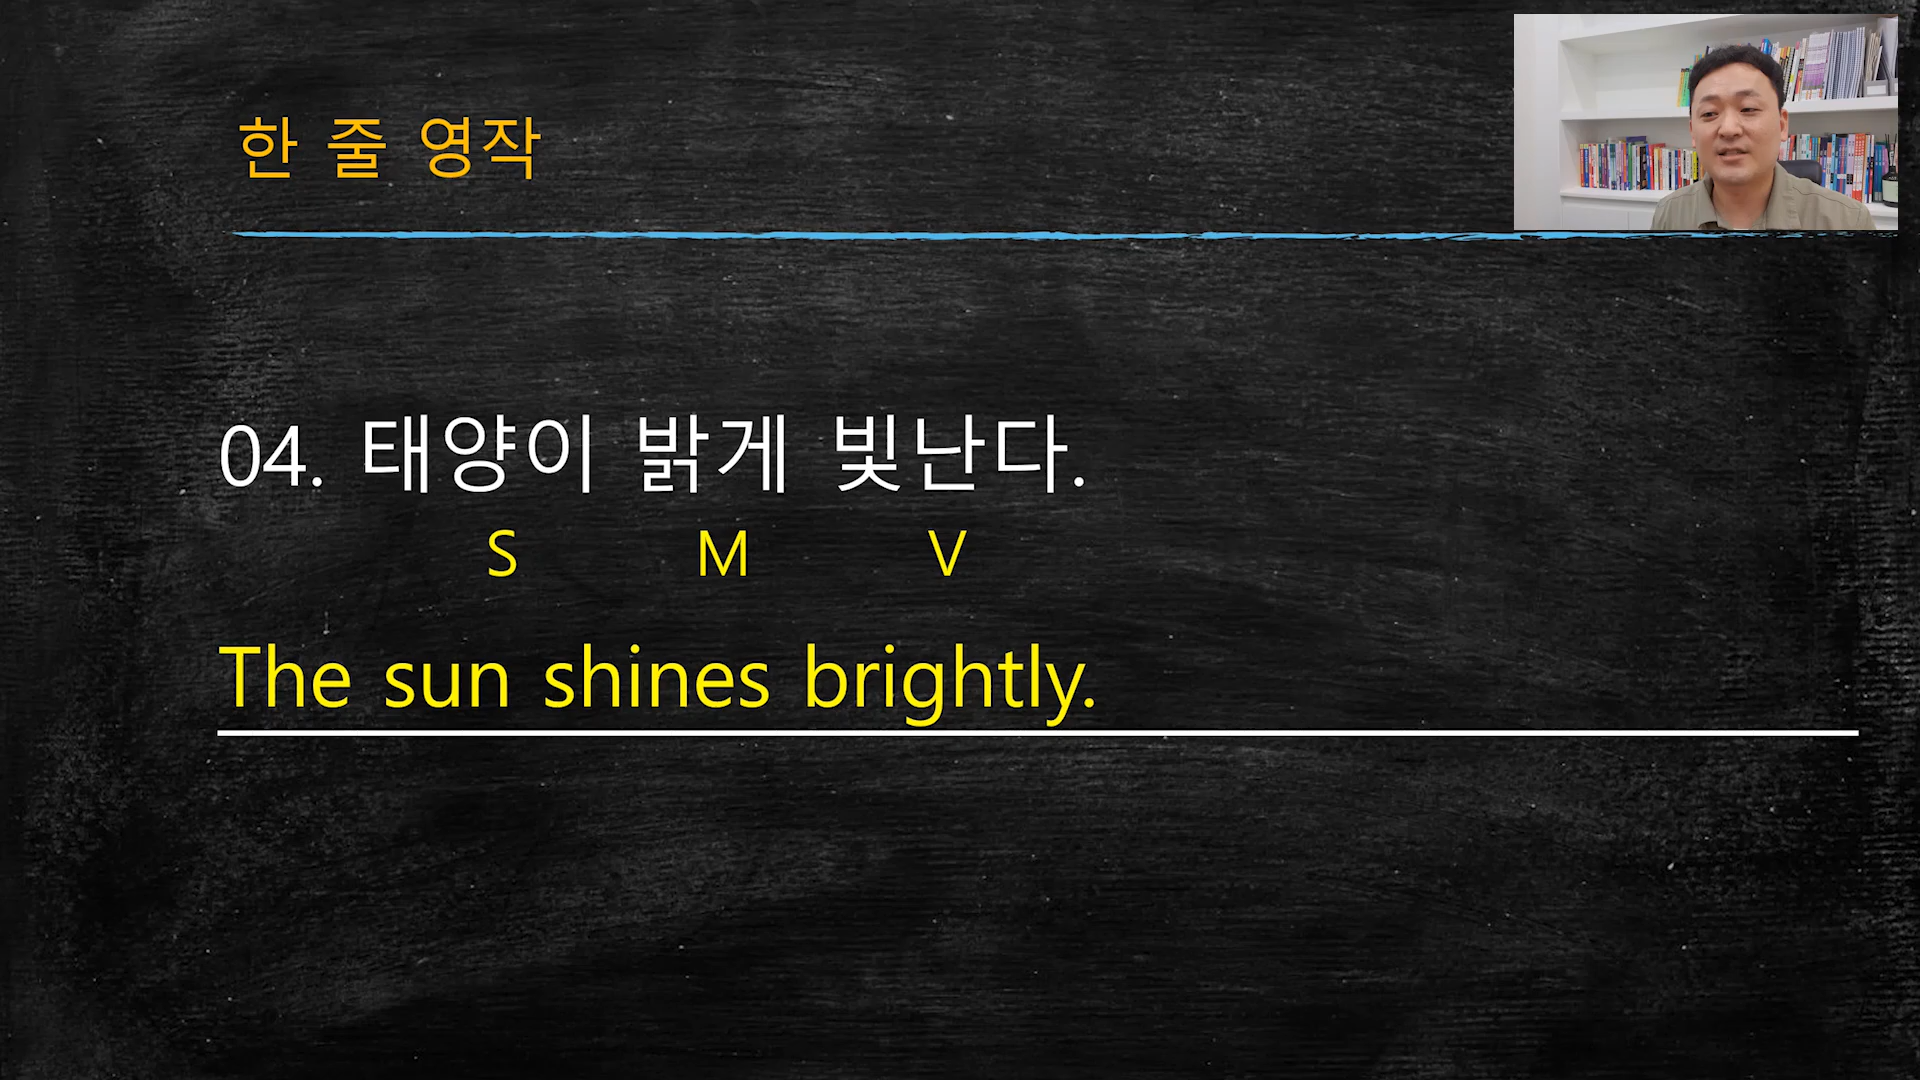 한 줄 영작
04. 태양이 밝게 빛난다.
S M V
The sun shines brightly.